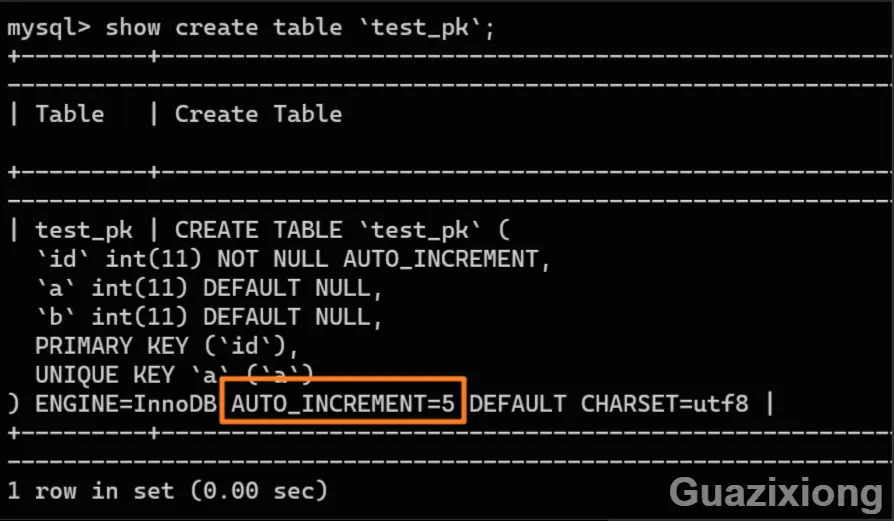 mysql> show create table `test_pk`;
+---------+----------------------------------------------------
---------------------------------------------------------------
| Table   | Create Table
+---------+----------------------------------------------------
---------------------------------------------------------------
| test_pk | CREATE TABLE `test_pk` (
  `id` int(11) NOT NULL AUTO_INCREMENT,
  `a` int(11) DEFAULT NULL,
  `b` int(11) DEFAULT NULL,
  PRIMARY KEY (`id`),
  UNIQUE KEY `a` (`a`)
) ENGINE=InnoDB AUTO_INCREMENT=5 DEFAULT CHARSET=utf8 |
+---------+----------------------------------------------------
---------------------------------------------------------------
1 row in set (0.00 sec)
Guazixiong